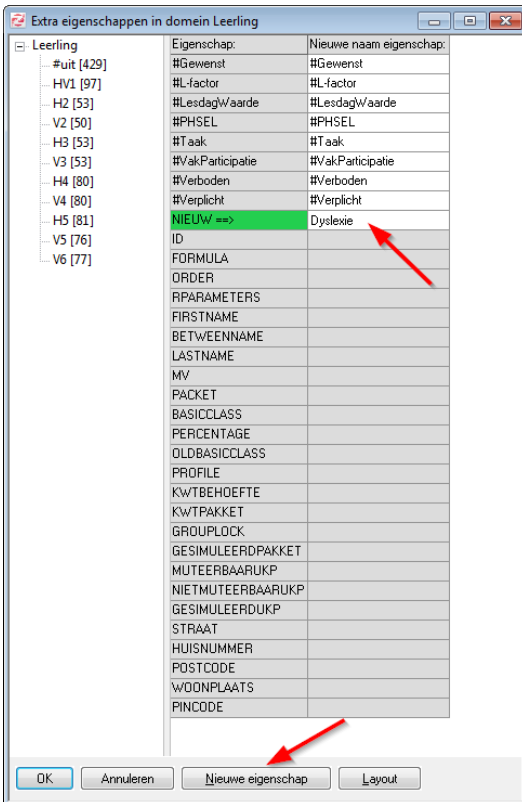 Extra eigenschappen in domein Leerling
Leerling
#uit [429]
HV1 [97]
H2 [53]
V2 [50]
H3 [53]
V3 [53]
H4 [80]
V4 [80]
H5 [81]
V5 [76]
V6 [77]
Eigenschap: Nieuwe naam eigenschap:
#Gewenst #Gewenst
#L-factor #L-factor
#LesdagWaarde #LesdagWaarde
#PHSEL #PHSEL
#Taak #Taak
#VakParticipatie #VakParticipatie
#Verboden #Verboden
#Verplicht #Verplicht
NIEUW ==> Dyslexie
ID
FORMULA
ORDER
RPARAMETERS
FIRSTNAME
BETWEENNAME
LASTNAME
MV
PACKET
BASICCLASS
PERCENTAGE
OLDBASICCLASS
PROFILE
KWTBEHOEFTE
KWTPAKKET
GROUPLOCK
GESIMULEERDPAKKET
MUTEERBAARUKP
NIETMUTEERBAARUKP
GESIMULEERDUKP
STRAAT
HUISNUMMER
POSTCODE
WOONPLAATS
PINCODE
OK Annuleren Nieuwe eigenschap Layout